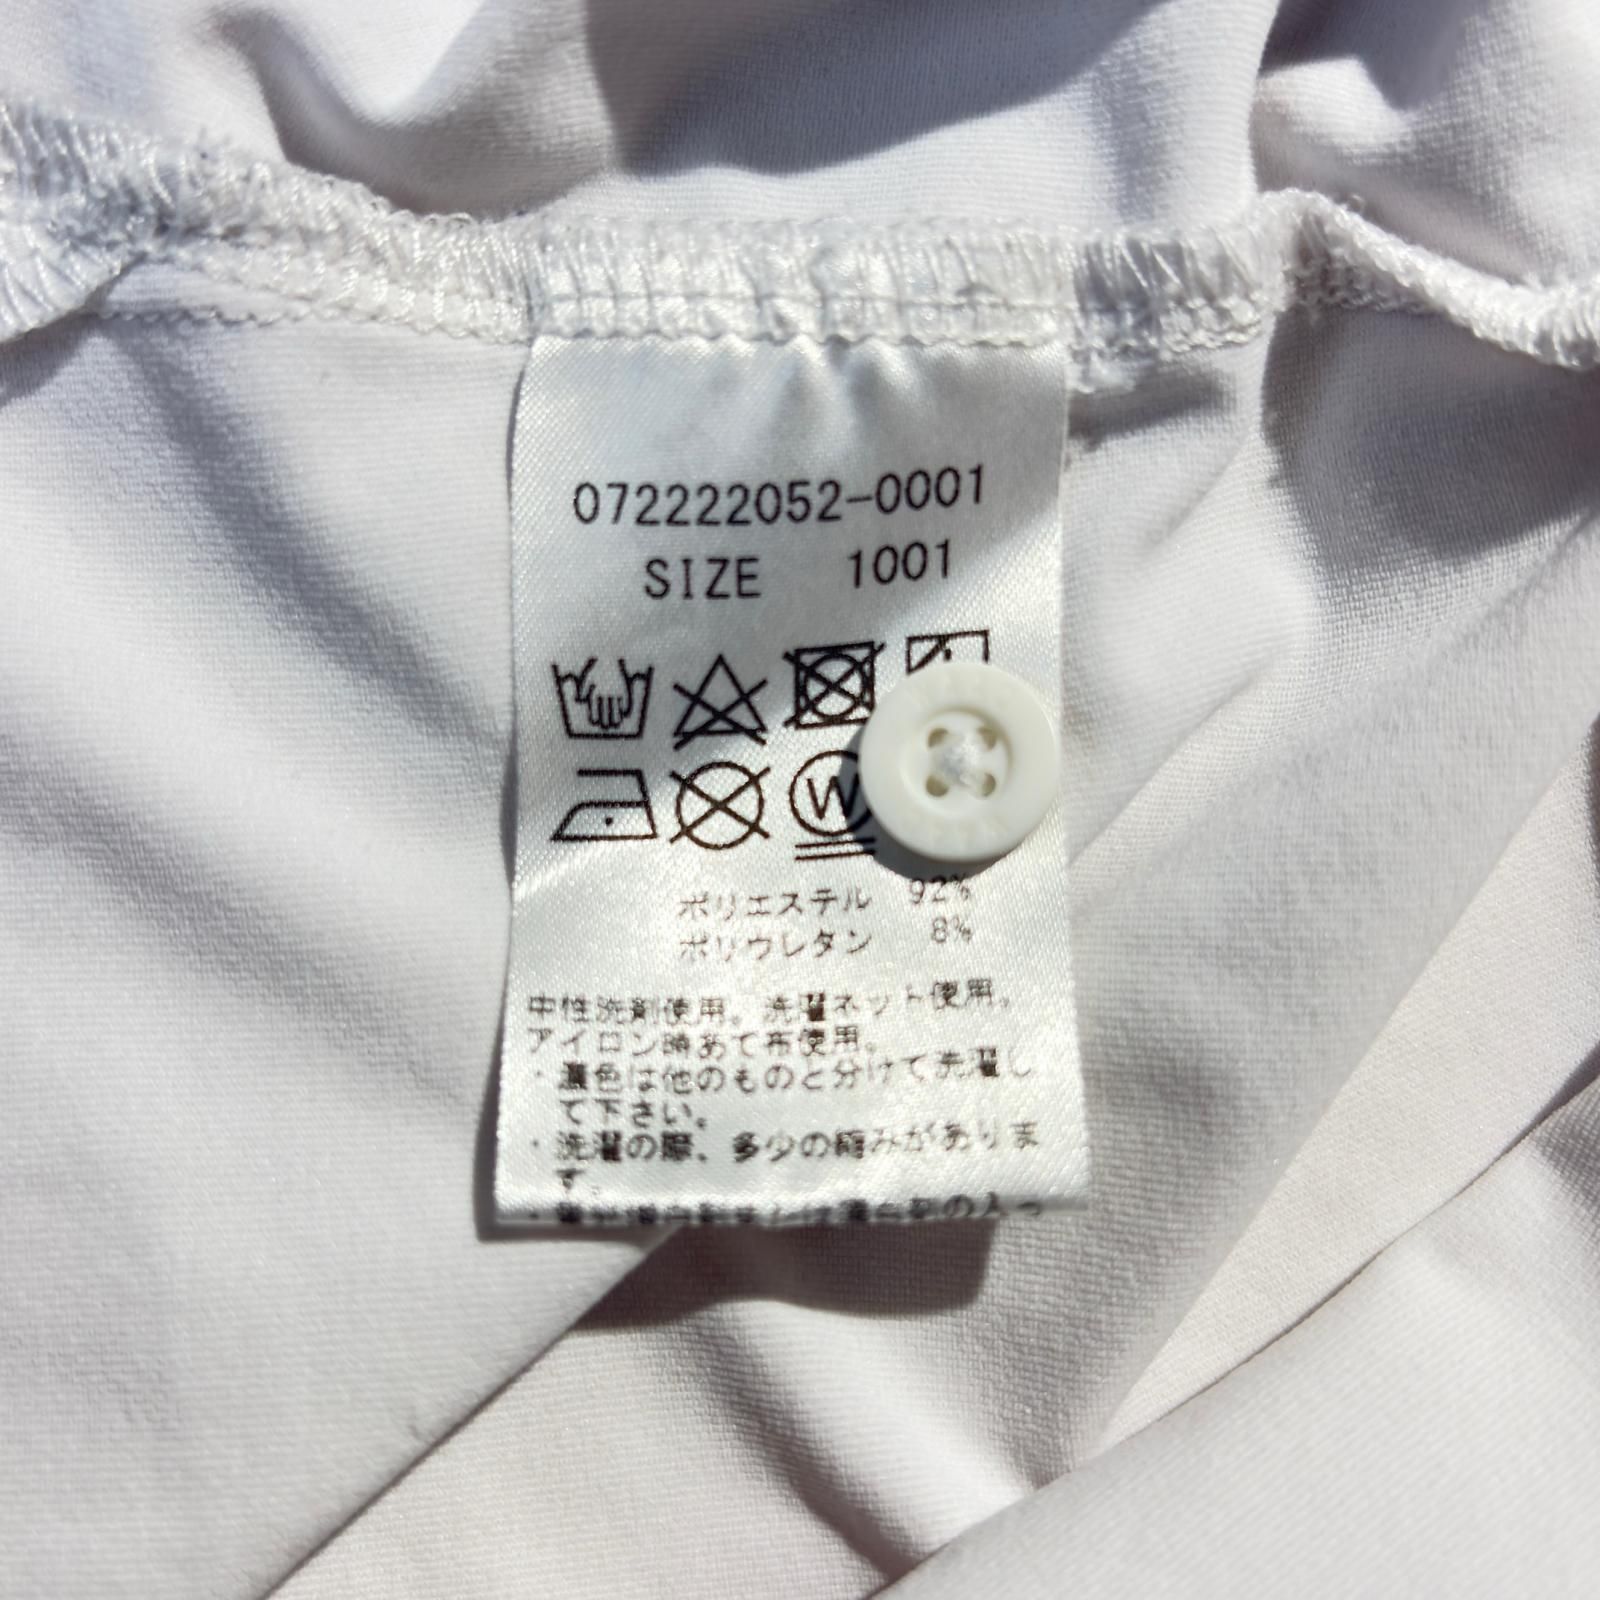 072222052-0001
SIZE 1001
W
ポリエステル 92%
ポリウレタン 8%
中性洗剤使用。洗濯ネット使用。
アイロン時あて布使用。
・濃色は他のものと分けて洗濯し
て下さい。
・洗濯の際、多少の縮みがありま
す。